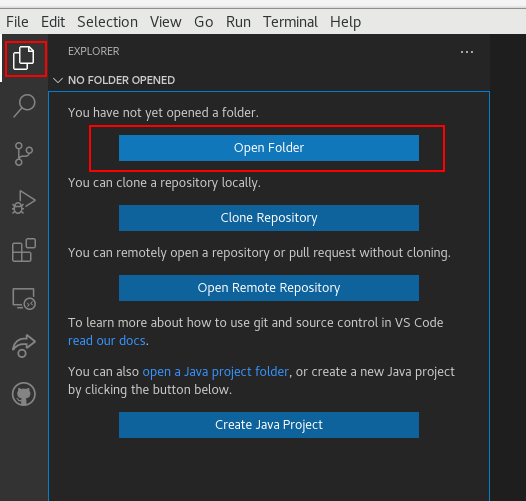 File Edit Selection View Go Run Terminal Help
EXPLORER
NO FOLDER OPENED
You have not yet opened a folder.
Open Folder
You can clone a repository locally.
Clone Repository
You can remotely open a repository or pull request without cloning.
Open Remote Repository
To learn more about how to use git and source control in VS Code
read our docs.
You can also open a Java project folder, or create a new Java project
by clicking the button below.
Create Java Project